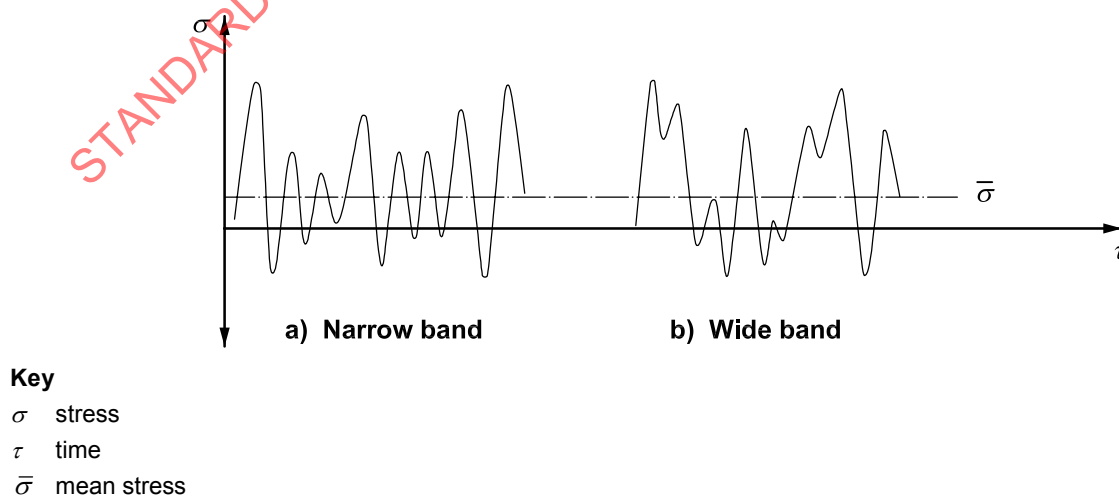 STANDARD
σ
σ̅
τ
a) Narrow band
b) Wide band
Key
σ stress
τ time
σ̅ mean stress